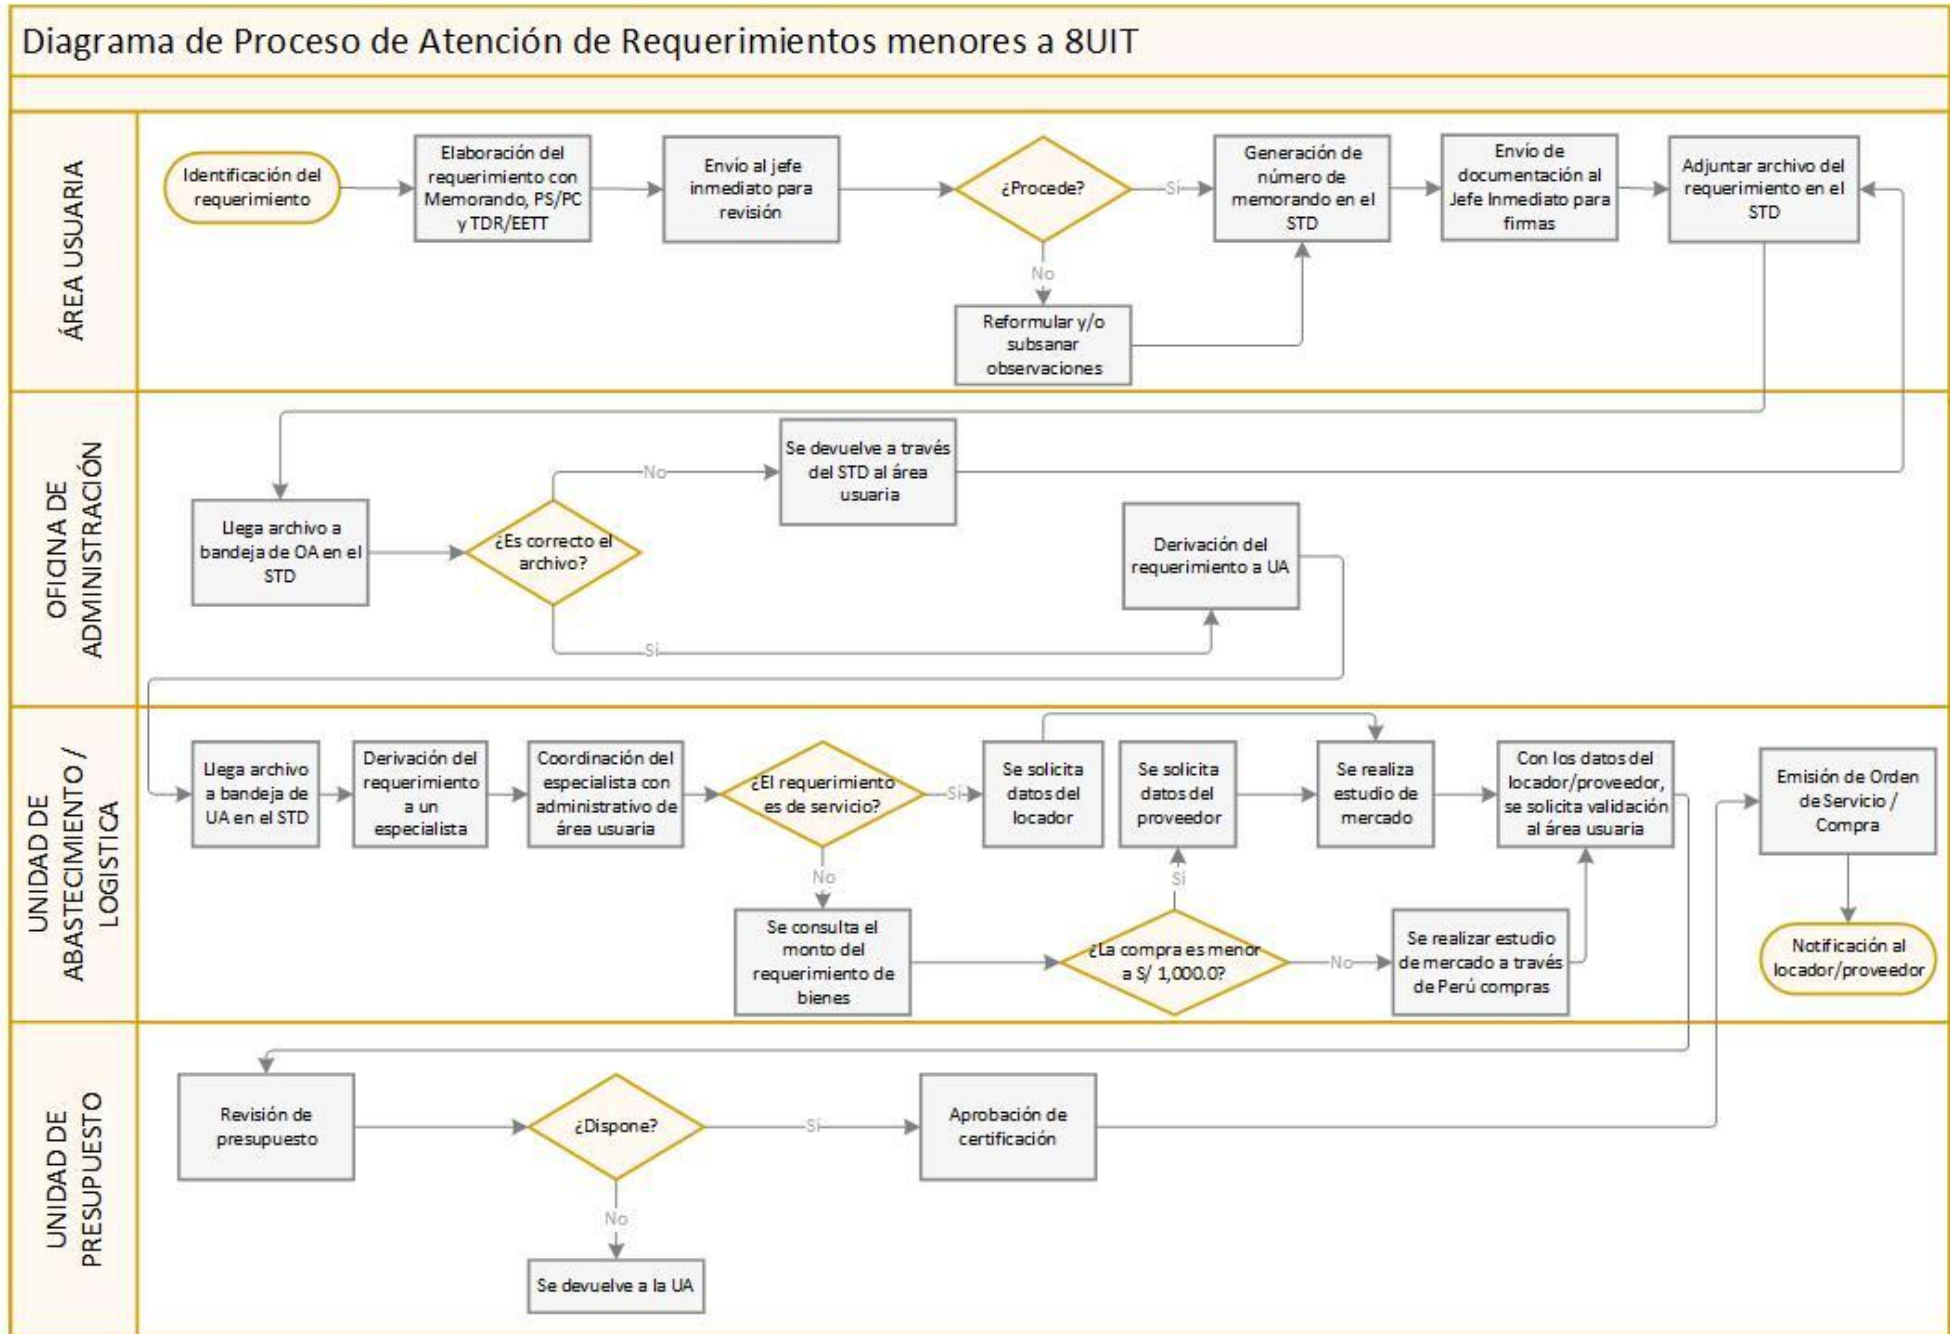 Diagrama de Proceso de Atención de Requerimientos menores a 8UIT
ÁREA USUARIA
Identificación del
requerimiento
Elaboración del
requerimiento con
Memorando, PS/PC
y TDR/EETT
Envío al jefe
inmediato para
revisión
¿Procede?
Sí
Generación de
número de
memorando en el
STD
Envío de
documentación al
Jefe Inmediato para
firmas
Adjuntar archivo del
requerimiento en el
STD
No
Reformular y/o
subsanar
observaciones
OFICINA DE
ADMINISTRACIÓN
Llega archivo a
bandeja de OA en el
STD
¿Es correcto el
archivo?
No
Se devuelve a través
del STD al área
usuaria
Sí
Derivación del
requerimiento a UA
UNIDAD DE
ABASTECIMIENTO /
LOGISTICA
Llega archivo
a bandeja de
UA en el STD
Derivación del
requerimiento
a un
especialista
Coordinación del
especialista con
administrativo de
área usuaria
¿El requerimiento
es de servicio?
Sí
Se solicita
datos del
locador
Se solicita
datos del
proveedor
Se realiza
estudio de
mercado
Con los datos del
locador/proveedor,
se solicita validación
al área usuaria
Emisión de Orden
de Servicio /
Compra
No
Se consulta el
monto del
requerimiento de
bienes
Sí
¿La compra es menor
a S/ 1,000.0?
No
Se realizar estudio
de mercado a través
de Perú compras
Notificación al
locador/proveedor
UNIDAD DE
PRESUPUESTO
Revisión de
presupuesto
¿Dispone?
Sí
Aprobación de
certificación
No
Se devuelve a la UA